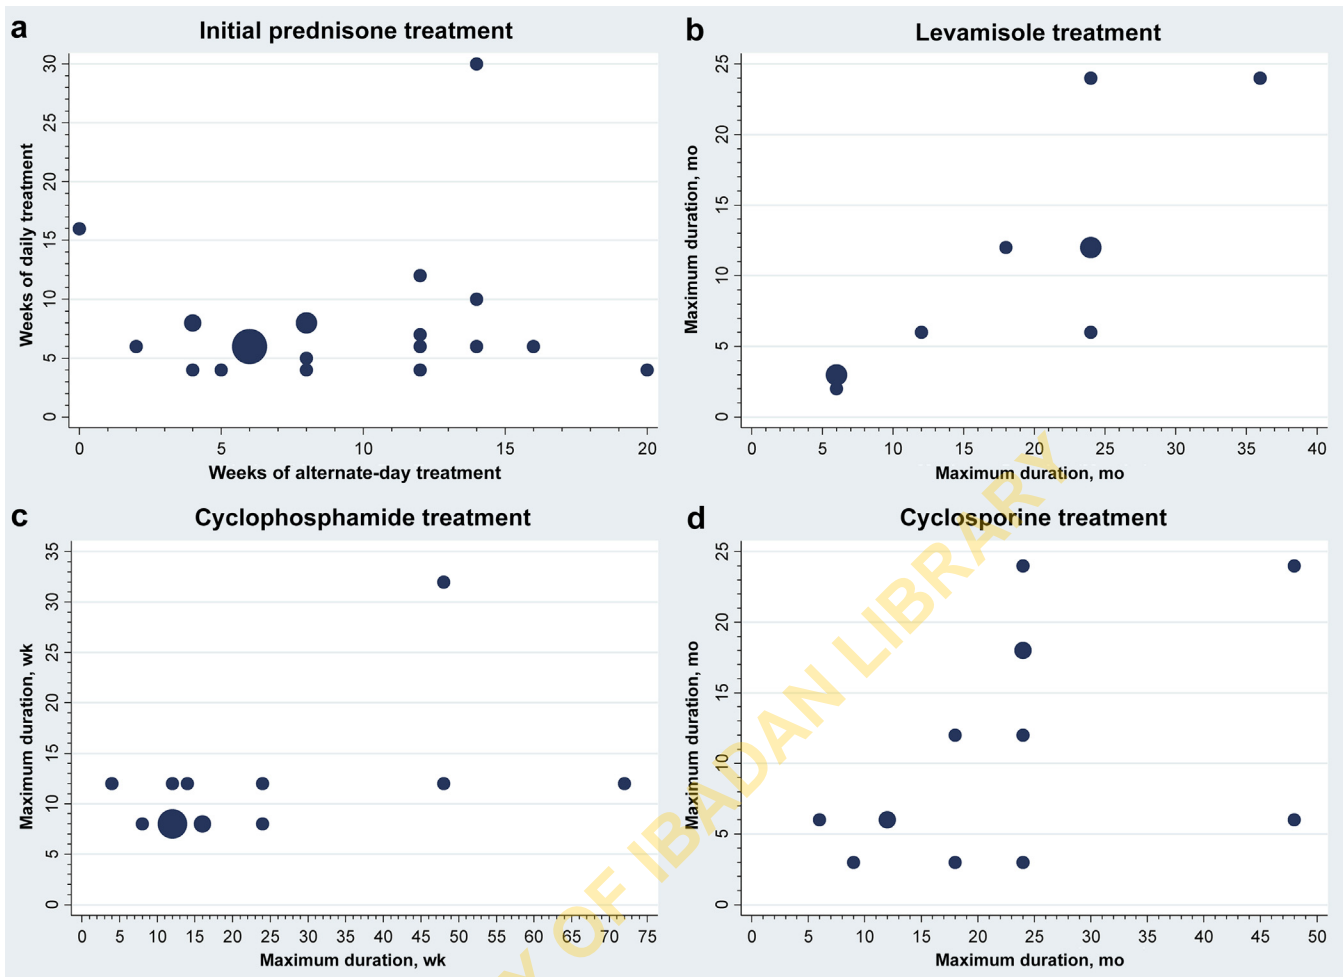 a
Initial prednisone treatment
30
25
20
15
10
5
0
Weeks of daily treatment
0 5 10 15 20
Weeks of alternate-day treatment
b
Levamisole treatment
25
20
15
10
5
0
Maximum duration, mo
0 5 10 15 20 25 30 35 40
Maximum duration, mo
c
Cyclophosphamide treatment
35
30
25
20
15
10
5
0
Maximum duration, wk
0 5 10 15 20 25 30 35 40 45 50 55 60 65 70 75
Maximum duration, wk
d
Cyclosporine treatment
25
20
15
10
5
0
Maximum duration, mo
0 5 10 15 20 25 30 35 40 45 50
Maximum duration, mo
Y OF IBADAN LIBRARY